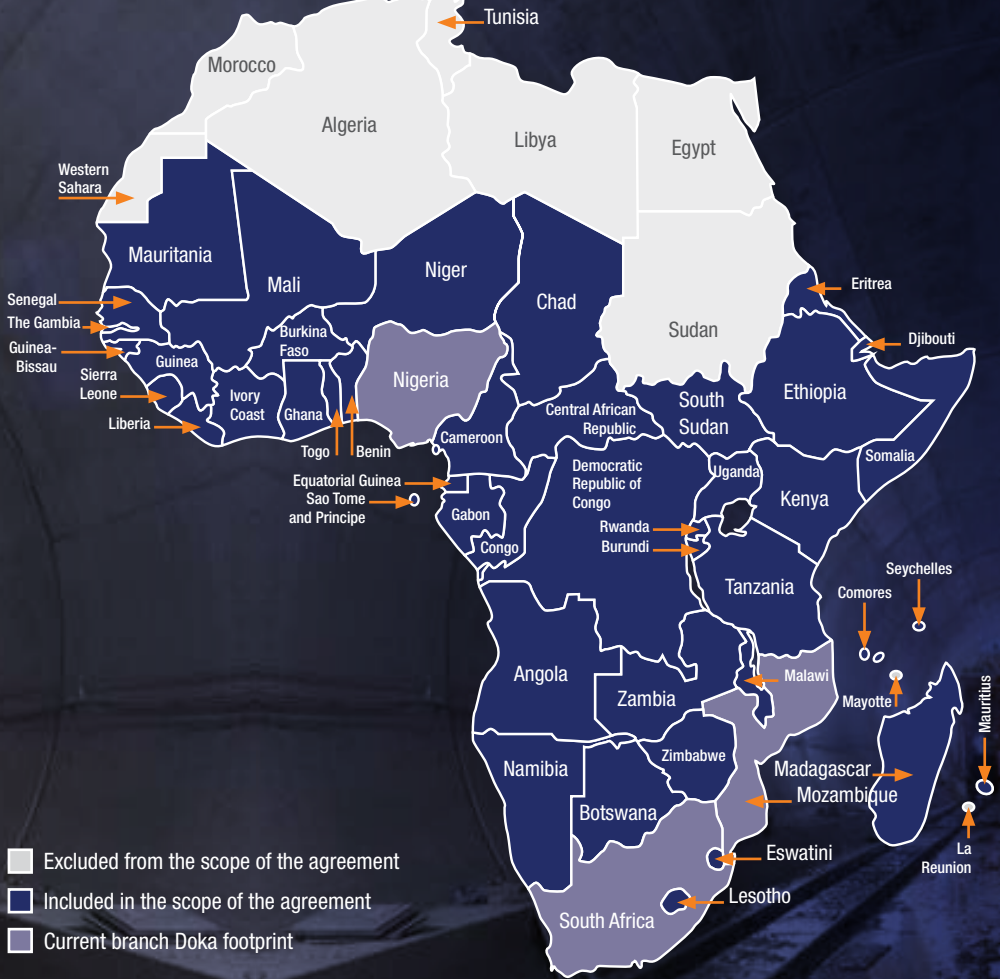 Tunisia
Morocco
Algeria
Libya
Egypt
Western
Sahara
Mauritania
Mali
Niger
Chad
Sudan
Eritrea
Senegal
The Gambia
Guinea-
Bissau
Guinea
Burkina
Faso
Nigeria
Djibouti
Sierra
Leone
Liberia
Ivory
Coast
Ghana
Togo
Benin
Cameroon
Central African
Republic
South
Sudan
Ethiopia
Somalia
Equatorial Guinea
Sao Tome
and Principe
Gabon
Congo
Democratic
Republic of
Congo
Uganda
Kenya
Rwanda
Burundi
Tanzania
Seychelles
Comores
Angola
Zambia
Malawi
Mayotte
Mauritius
Namibia
Zimbabwe
Botswana
Madagascar
Mozambique
La
Reunion
Eswatini
Lesotho
South Africa
Excluded from the scope of the agreement
Included in the scope of the agreement
Current branch Doka footprint